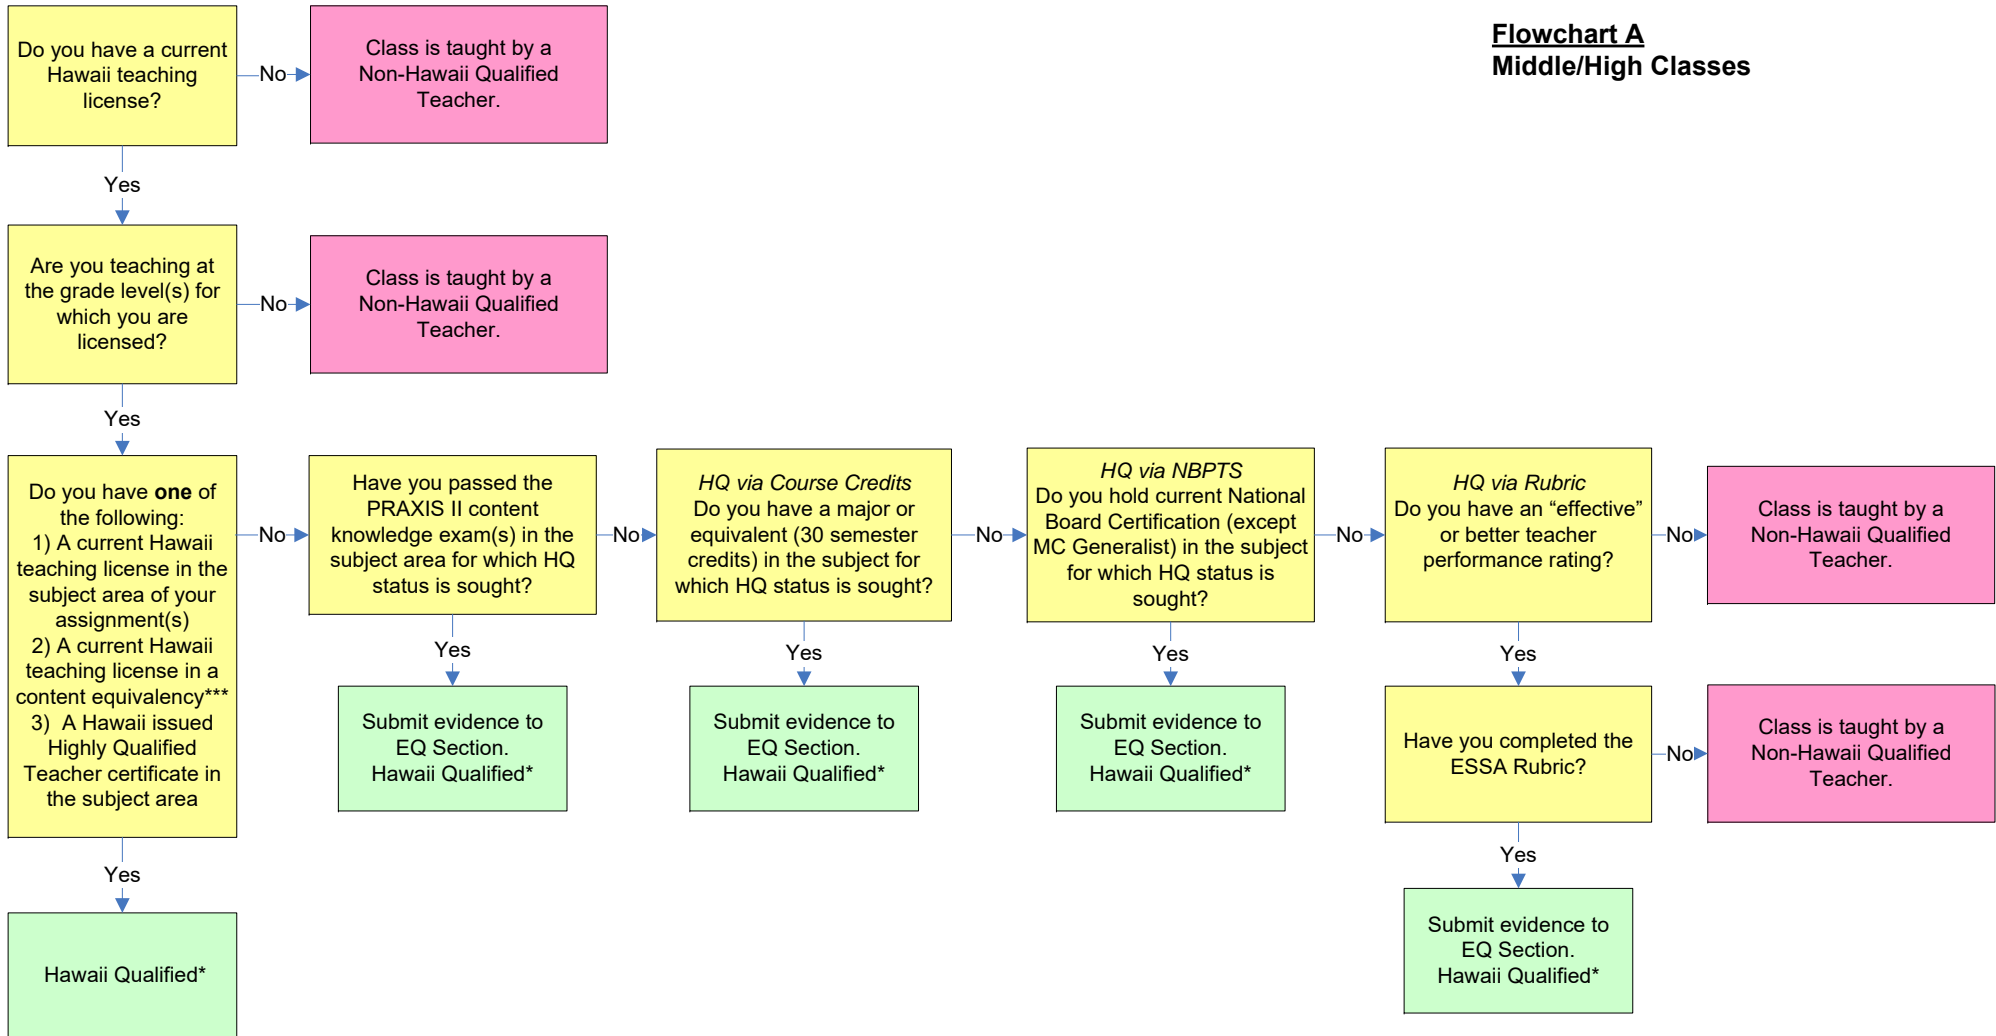 Flowchart A
Middle/High Classes
Do you have a current
Hawaii teaching
license?
No
Class is taught by a
Non-Hawaii Qualified
Teacher.
Yes
Are you teaching at
the grade level(s) for
which you are
licensed?
No
Class is taught by a
Non-Hawaii Qualified
Teacher.
Yes
Do you have one of
the following:
1) A current Hawaii
teaching license in the
subject area of your
assignment(s)
2) A current Hawaii
teaching license in a
content equivalency***
3)  A Hawaii issued
Highly Qualified
Teacher certificate in
the subject area
No
Have you passed the
PRAXIS II content
knowledge exam(s) in the
subject area for which HQ
status is sought?
No
HQ via Course Credits
Do you have a major or
equivalent (30 semester
credits) in the subject for
which HQ status is sought?
No
HQ via NBPTS
Do you hold current National
Board Certification (except
MC Generalist) in the subject
for which HQ status is
sought?
No
HQ via Rubric
Do you have an “effective”
or better teacher
performance rating?
No
Class is taught by a
Non-Hawaii Qualified
Teacher.
Yes
Submit evidence to
EQ Section.
Hawaii Qualified*
Yes
Submit evidence to
EQ Section.
Hawaii Qualified*
Yes
Submit evidence to
EQ Section.
Hawaii Qualified*
Yes
Have you completed the
ESSA Rubric?
No
Class is taught by a
Non-Hawaii Qualified
Teacher.
Yes
Hawaii Qualified*
Yes
Submit evidence to
EQ Section.
Hawaii Qualified*